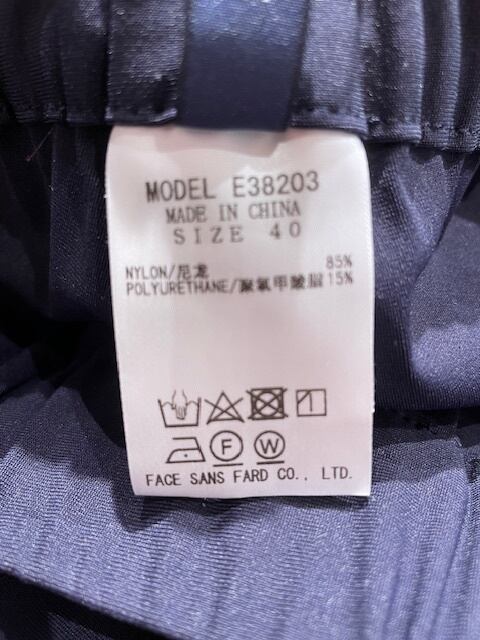 MODEL E38203
MADE IN CHINA
SIZE 40
NYLON/尼龙 85%
POLYURETHANE/聚氨甲酸脂 15%
F W
FACE SANS FARD CO., LTD.